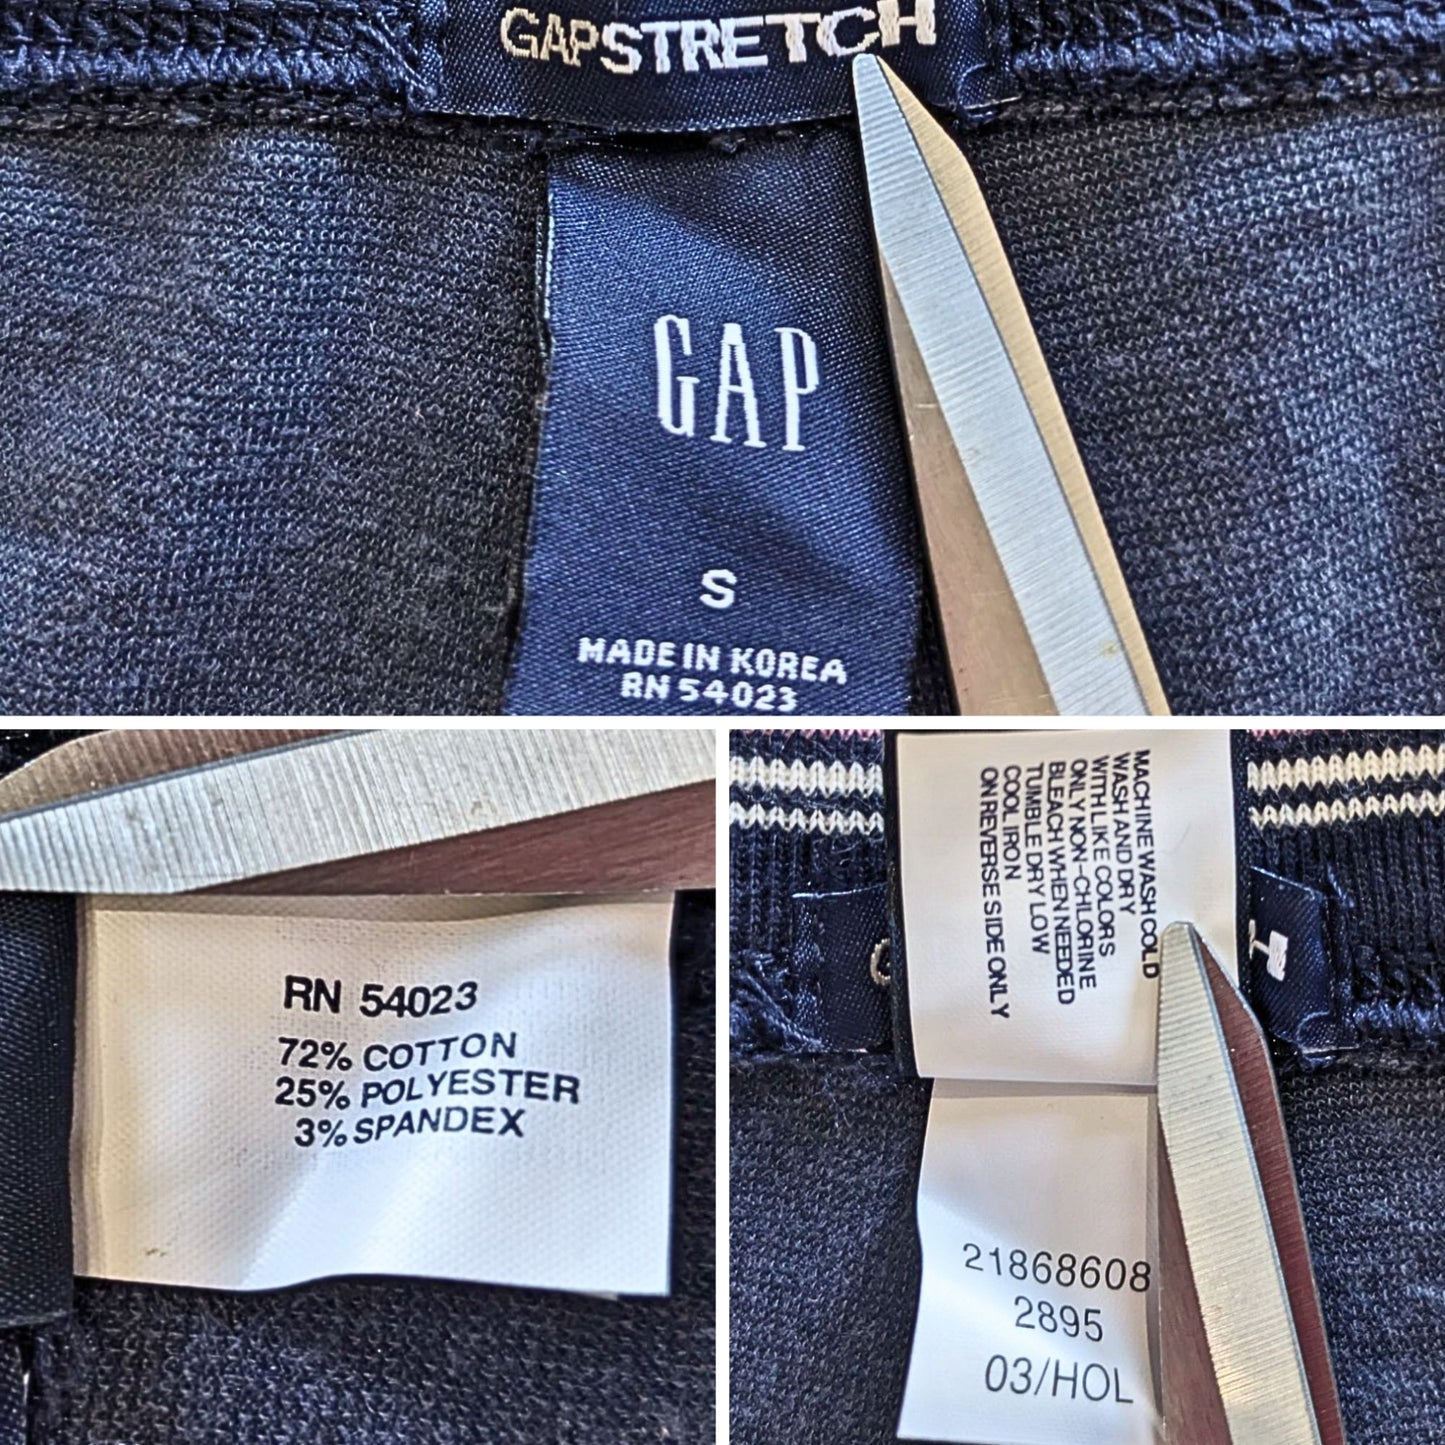 GAPSTRETCH
GAP
S
MADE IN KOREA
RN 54023
RN 54023
72% COTTON
25% POLYESTER
3% SPANDEX
MACHINE WASH COLD
WASH AND DRY
WITH LIKE COLORS
ONLY NON-CHLORINE
BLEACH WHEN NEEDED
TUMBLE DRY LOW
COOL IRON
ON REVERSE SIDE ONLY
G
H
21868608
2895
03/HOL